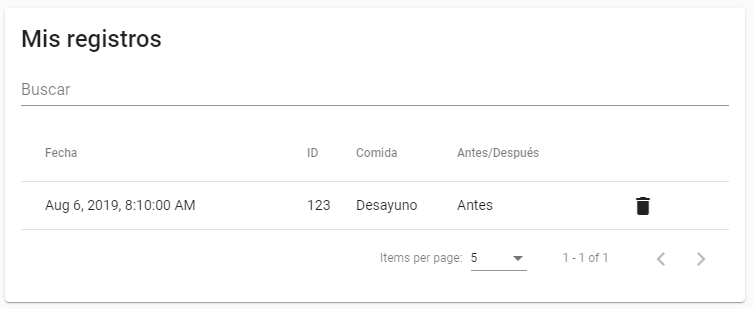 Mis registros
Buscar
Fecha ID Comida Antes/Después
Aug 6, 2019, 8:10:00 AM 123 Desayuno Antes
Items per page: 5 1 - 1 of 1